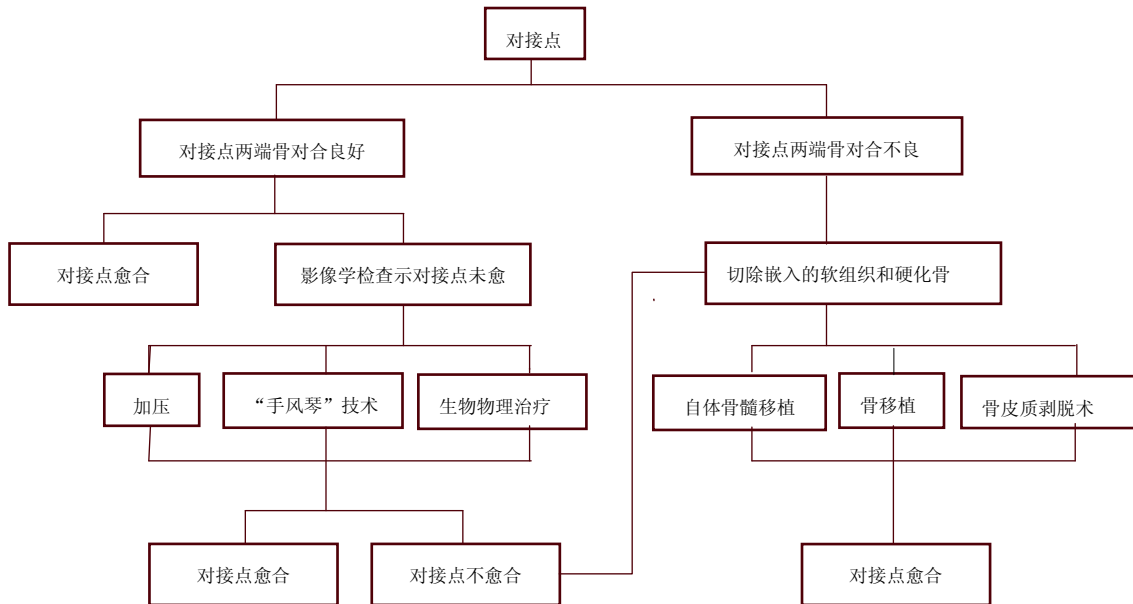 对接点
对接点两端骨对合良好
对接点两端骨对合不良
对接点愈合
影像学检查示对接点未愈
切除嵌入的软组织和硬化骨
加压
“手风琴”技术
生物物理治疗
自体骨髓移植
骨移植
骨皮质剥脱术
对接点愈合
对接点不愈合
对接点愈合